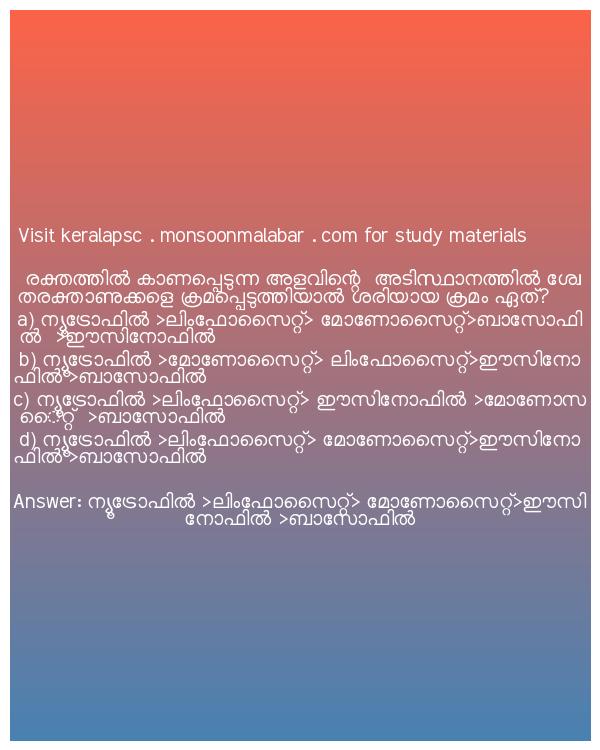 Visit keralapsc . monsoonmalabar . com for study materials
രക്തത്തിൽ കാണപ്പെടുന്ന അളവിന്റെ അടിസ്ഥാനത്തിൽ ശ്വേ
തരക്താണുക്കളെ ക്രമപ്പെടുത്തിയാൽ ശരിയായ ക്രമം ഏത്?
a) ന്യൂട്രോഫിൽ >ലിംഫോസൈറ്റ്> മോണോസൈറ്റ്>ബാസോഫി
ൽ >ഈസിനോഫിൽ
b) ന്യൂട്രോഫിൽ >മോണോസൈറ്റ്> ലിംഫോസൈറ്റ്>ഈസിനോ
ഫിൽ >ബാസോഫിൽ
c) ന്യൂട്രോഫിൽ >ലിംഫോസൈറ്റ്> ഈസിനോഫിൽ >മോണോസ
ൈറ്റ് >ബാസോഫിൽ
d) ന്യൂട്രോഫിൽ >ലിംഫോസൈറ്റ്> മോണോസൈറ്റ്>ഈസിനോ
ഫിൽ >ബാസോഫിൽ
Answer: ന്യൂട്രോഫിൽ >ലിംഫോസൈറ്റ്> മോണോസൈറ്റ്>ഈസി
നോഫിൽ >ബാസോഫിൽ